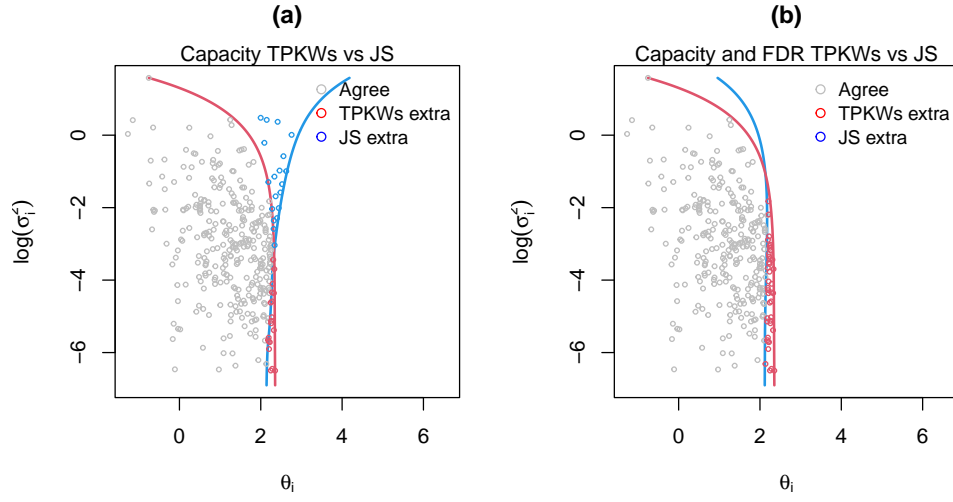 (a)
Capacity TPKWs vs JS
Agree
TPKWs extra
JS extra
log(σᵢ²)
0
−2
−4
−6
0 2 4 6
θᵢ
(b)
Capacity and FDR TPKWs vs JS
Agree
TPKWs extra
JS extra
log(σᵢ²)
0
−2
−4
−6
0 2 4 6
θᵢ